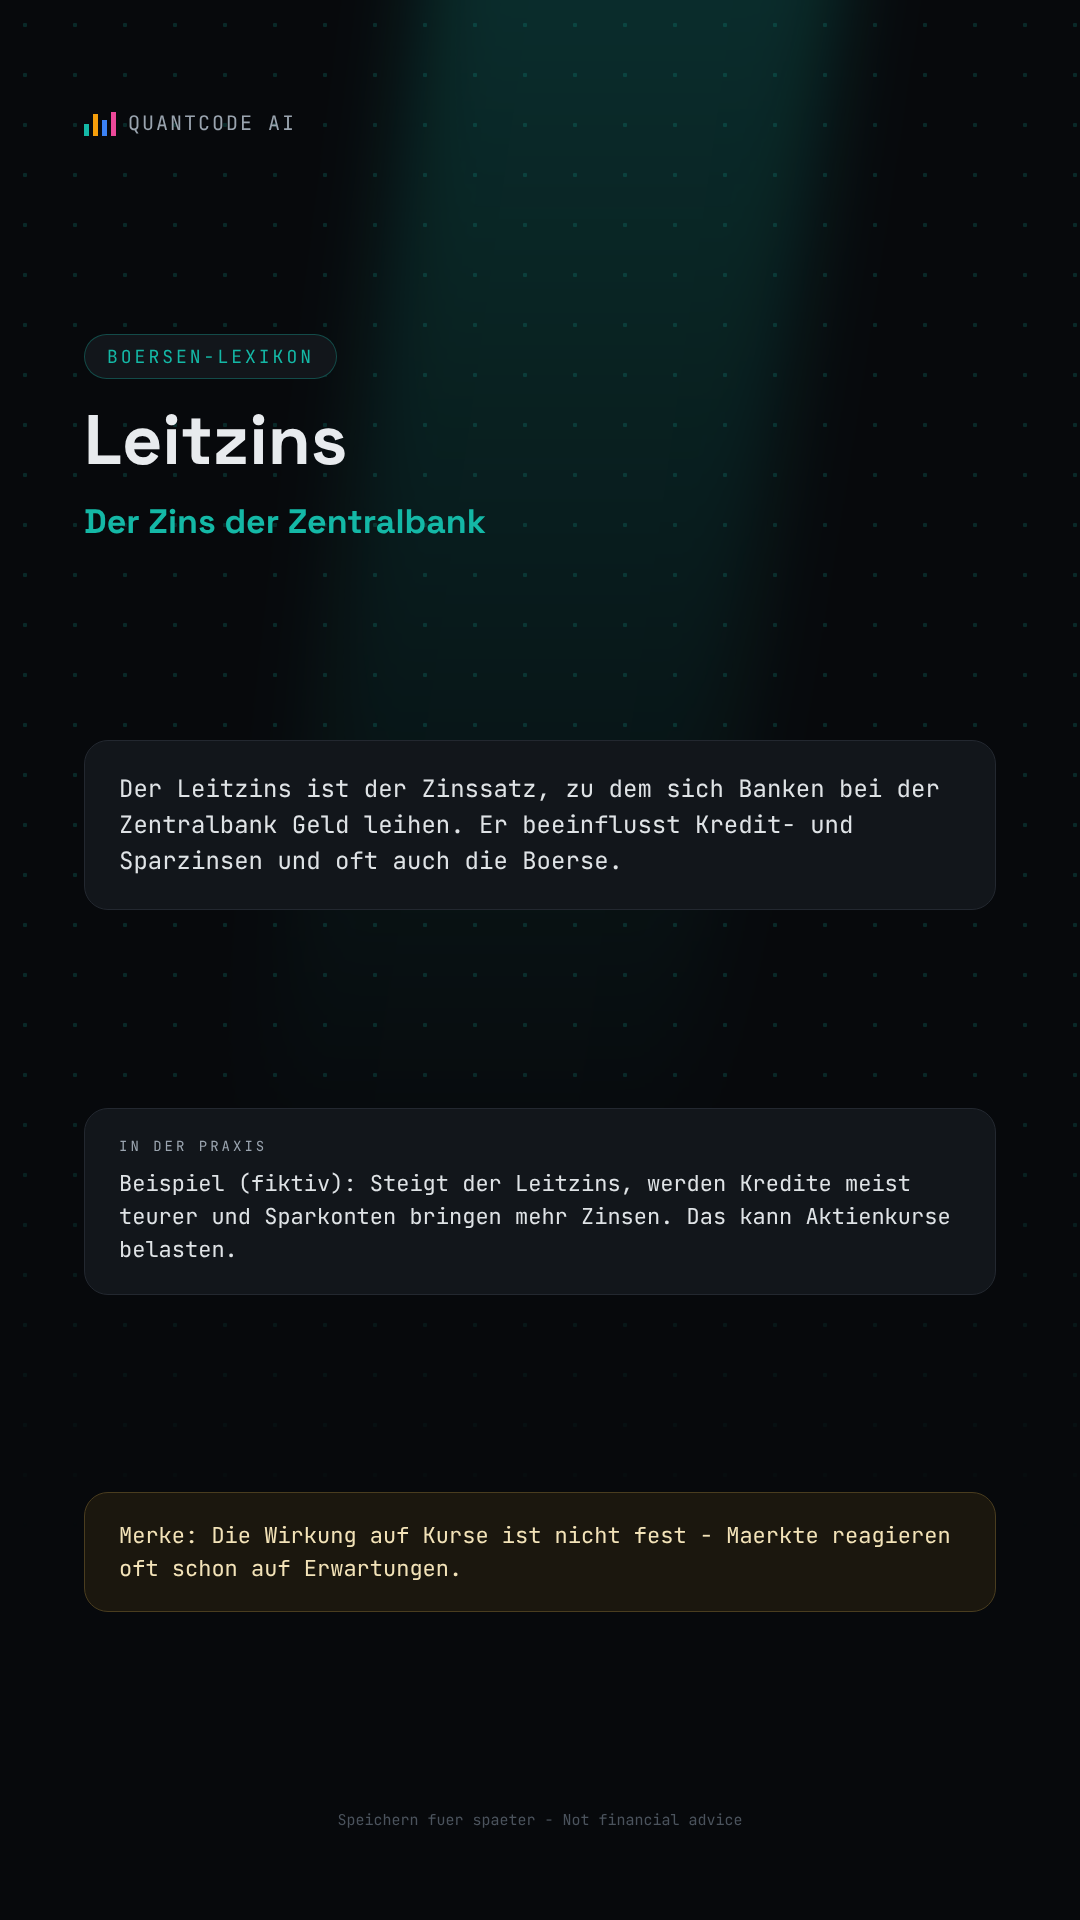 QUANTCODE AI
BOERSEN-LEXIKON
Leitzins
Der Zins der Zentralbank
Der Leitzins ist der Zinssatz, zu dem sich Banken bei der
Zentralbank Geld leihen. Er beeinflusst Kredit- und
Sparzinsen und oft auch die Boerse.
IN DER PRAXIS
Beispiel (fiktiv): Steigt der Leitzins, werden Kredite meist
teurer und Sparkonten bringen mehr Zinsen. Das kann Aktienkurse
belasten.
Merke: Die Wirkung auf Kurse ist nicht fest - Maerkte reagieren
oft schon auf Erwartungen.
Speichern fuer spaeter - Not financial advice